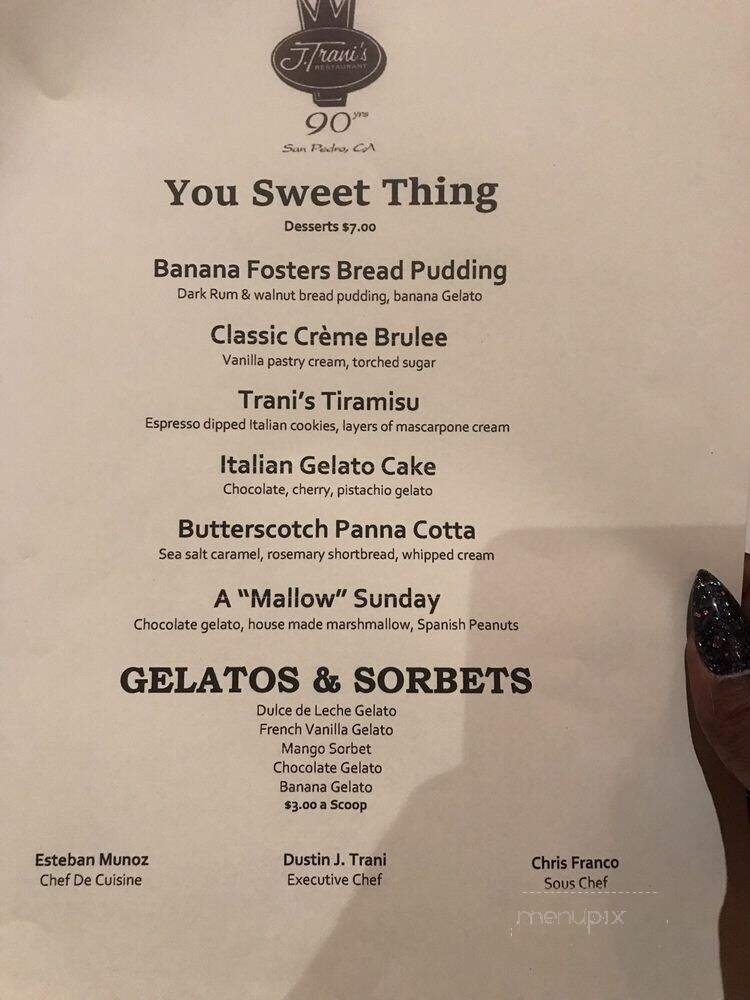 J.Trani's
RESTAURANT
90 yrs
San Pedro, CA
You Sweet Thing
Desserts $7.00
Banana Fosters Bread Pudding
Dark Rum & walnut bread pudding, banana Gelato
Classic Crème Brulee
Vanilla pastry cream, torched sugar
Trani's Tiramisu
Espresso dipped Italian cookies, layers of mascarpone cream
Italian Gelato Cake
Chocolate, cherry, pistachio gelato
Butterscotch Panna Cotta
Sea salt caramel, rosemary shortbread, whipped cream
A "Mallow" Sunday
Chocolate gelato, house made marshmallow, Spanish Peanuts
GELATOS & SORBETS
Dulce de Leche Gelato
French Vanilla Gelato
Mango Sorbet
Chocolate Gelato
Banana Gelato
$3.00 a Scoop
Esteban Munoz
Chef De Cuisine
Dustin J. Trani
Executive Chef
Chris Franco
Sous Chef
menupix